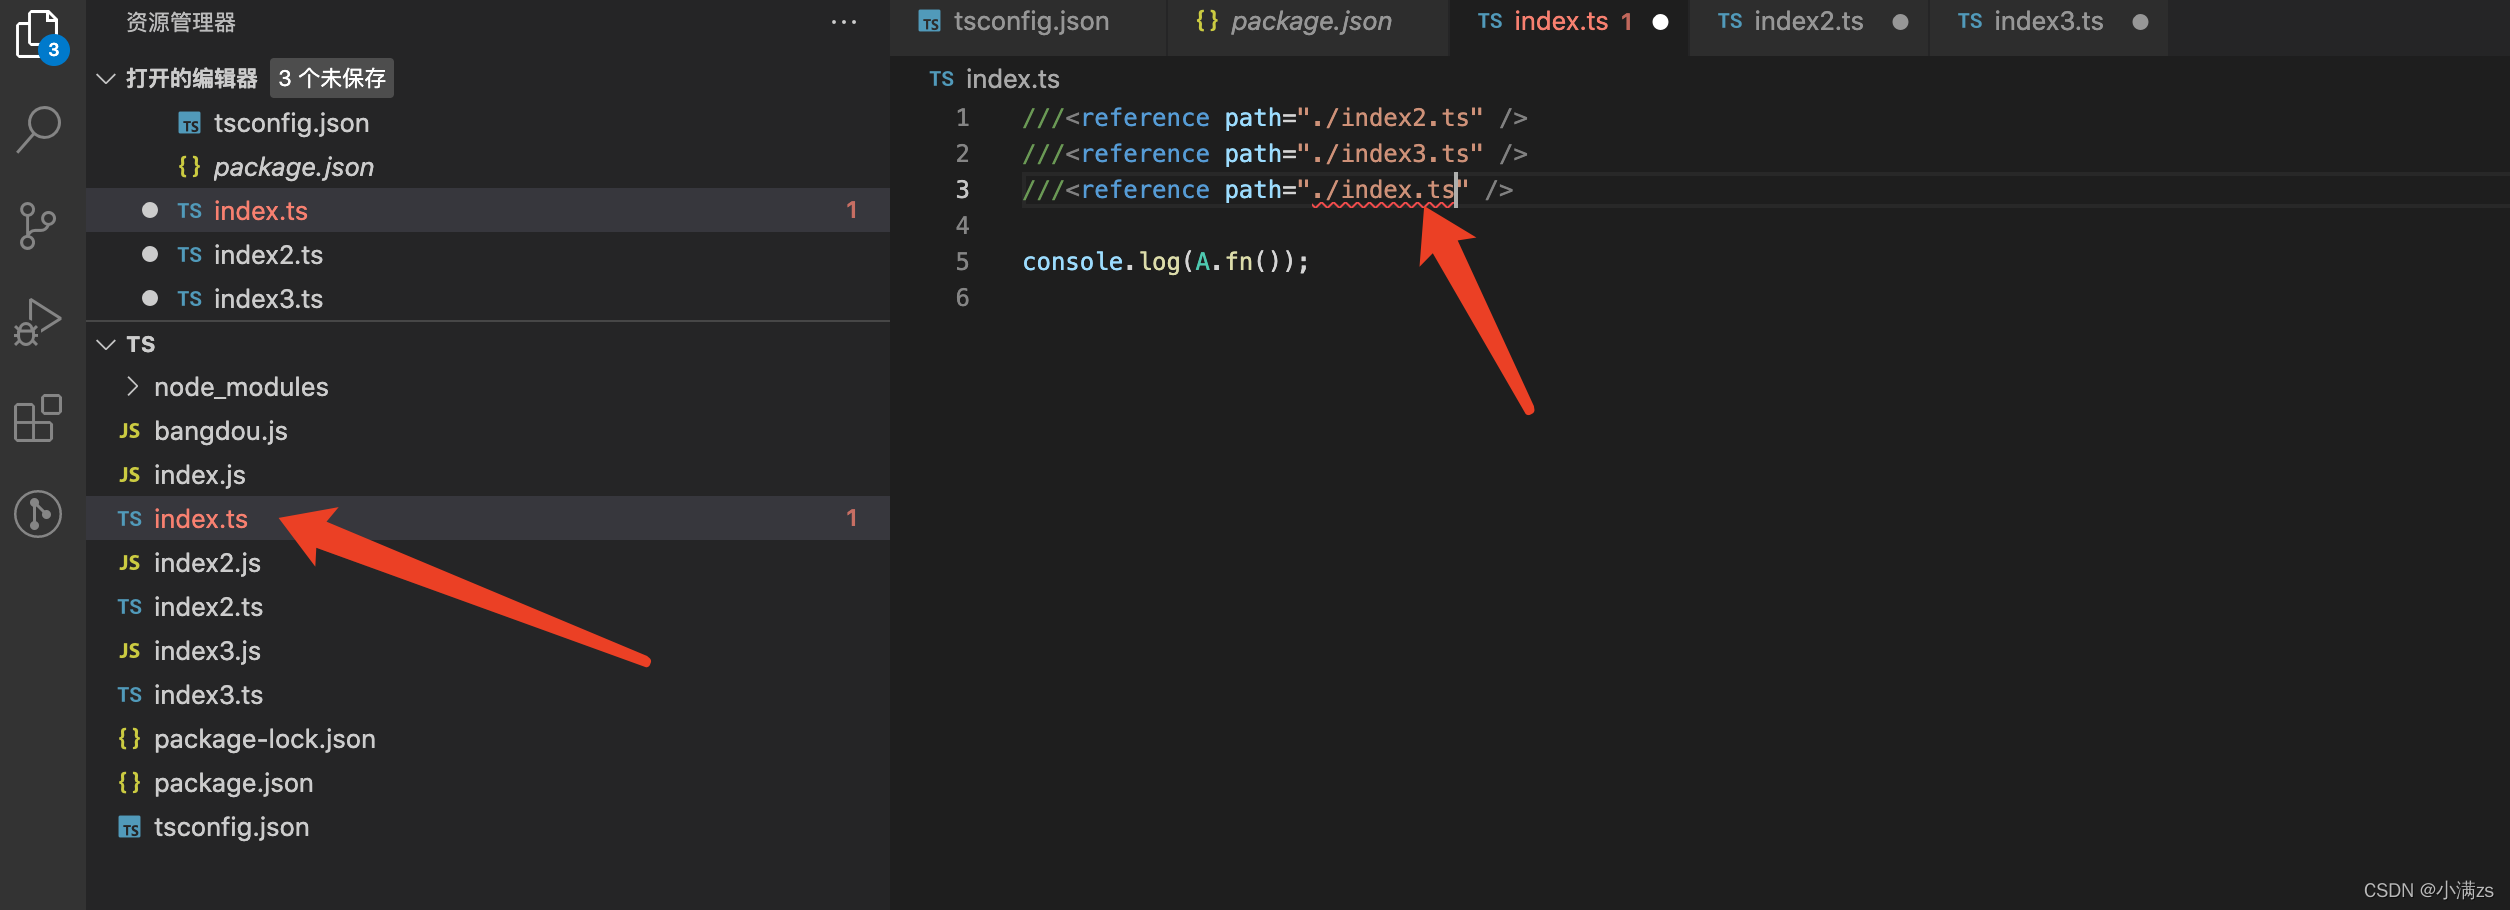 3
资源管理器
打开的编辑器 3 个未保存
TS tsconfig.json
{} package.json
TS index.ts 1
TS index2.ts
TS index3.ts
TS
node_modules
JS bangdou.js
JS index.js
TS index.ts 1
JS index2.js
TS index2.ts
JS index3.js
TS index3.ts
{} package-lock.json
{} package.json
TS tsconfig.json
TS tsconfig.json {} package.json TS index.ts 1 TS index2.ts TS index3.ts
TS index.ts
1 ///<reference path="./index2.ts" />
2 ///<reference path="./index3.ts" />
3 ///<reference path="./index.ts" />
4
5 console.log(A.fn());
6
CSDN @小满zs